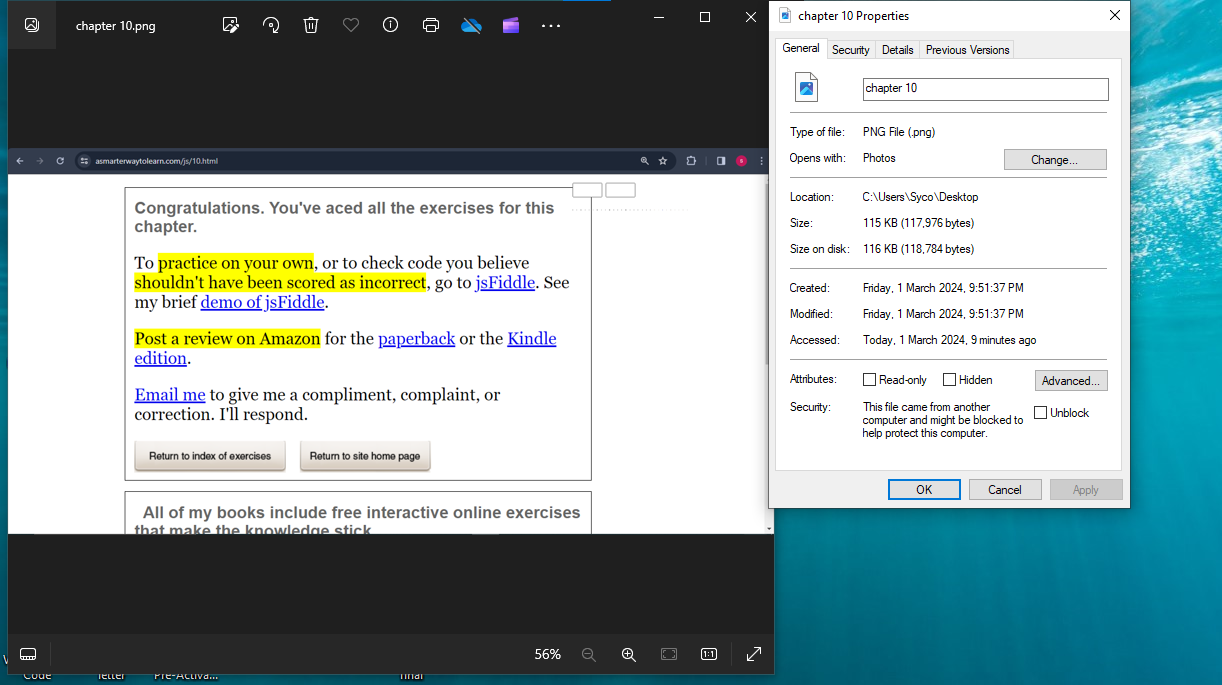 chapter 10.png
asmarterwaytolearn.com/js/10.html
Congratulations. You've aced all the exercises for this
chapter.
To practice on your own, or to check code you believe
shouldn't have been scored as incorrect, go to jsFiddle. See
my brief demo of jsFiddle.
Post a review on Amazon for the paperback or the Kindle
edition.
Email me to give me a compliment, complaint, or
correction. I'll respond.
Return to index of exercises Return to site home page
All of my books include free interactive online exercises
that make the knowledge stick
56%
1:1
Code letter Pre-Activa... final
chapter 10 Properties
General Security Details Previous Versions
chapter 10
Type of file: PNG File (.png)
Opens with: Photos Change...
Location: C:\Users\Syco\Desktop
Size: 115 KB (117,976 bytes)
Size on disk: 116 KB (118,784 bytes)
Created: Friday, 1 March 2024, 9:51:37 PM
Modified: Friday, 1 March 2024, 9:51:37 PM
Accessed: Today, 1 March 2024, 9 minutes ago
Attributes: Read-only Hidden Advanced...
Security: This file came from another
computer and might be blocked to
help protect this computer.
Unblock
OK Cancel Apply